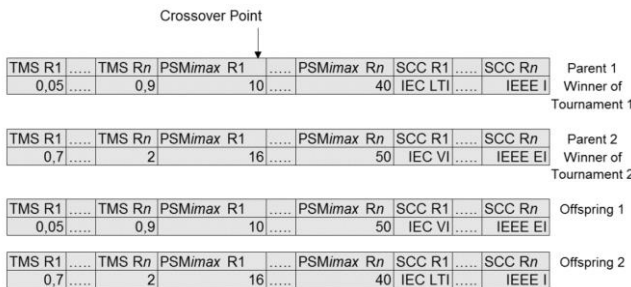 Crossover Point
TMS R1 ..... TMS Rn PSMimax R1 ..... PSMimax Rn SCC R1 ..... SCC Rn Parent 1
0,05 ..... 0,9 10 ..... 40 IEC LTI ..... IEEE I Winner of
Tournament 1
TMS R1 ..... TMS Rn PSMimax R1 ..... PSMimax Rn SCC R1 ..... SCC Rn Parent 2
0,7 ..... 2 16 ..... 50 IEC VI ..... IEEE EI Winner of
Tournament 2
TMS R1 ..... TMS Rn PSMimax R1 ..... PSMimax Rn SCC R1 ..... SCC Rn Offspring 1
0,05 ..... 0,9 10 ..... 50 IEC VI ..... IEEE EI
TMS R1 ..... TMS Rn PSMimax R1 ..... PSMimax Rn SCC R1 ..... SCC Rn Offspring 2
0,7 ..... 2 16 ..... 40 IEC LTI ..... IEEE I